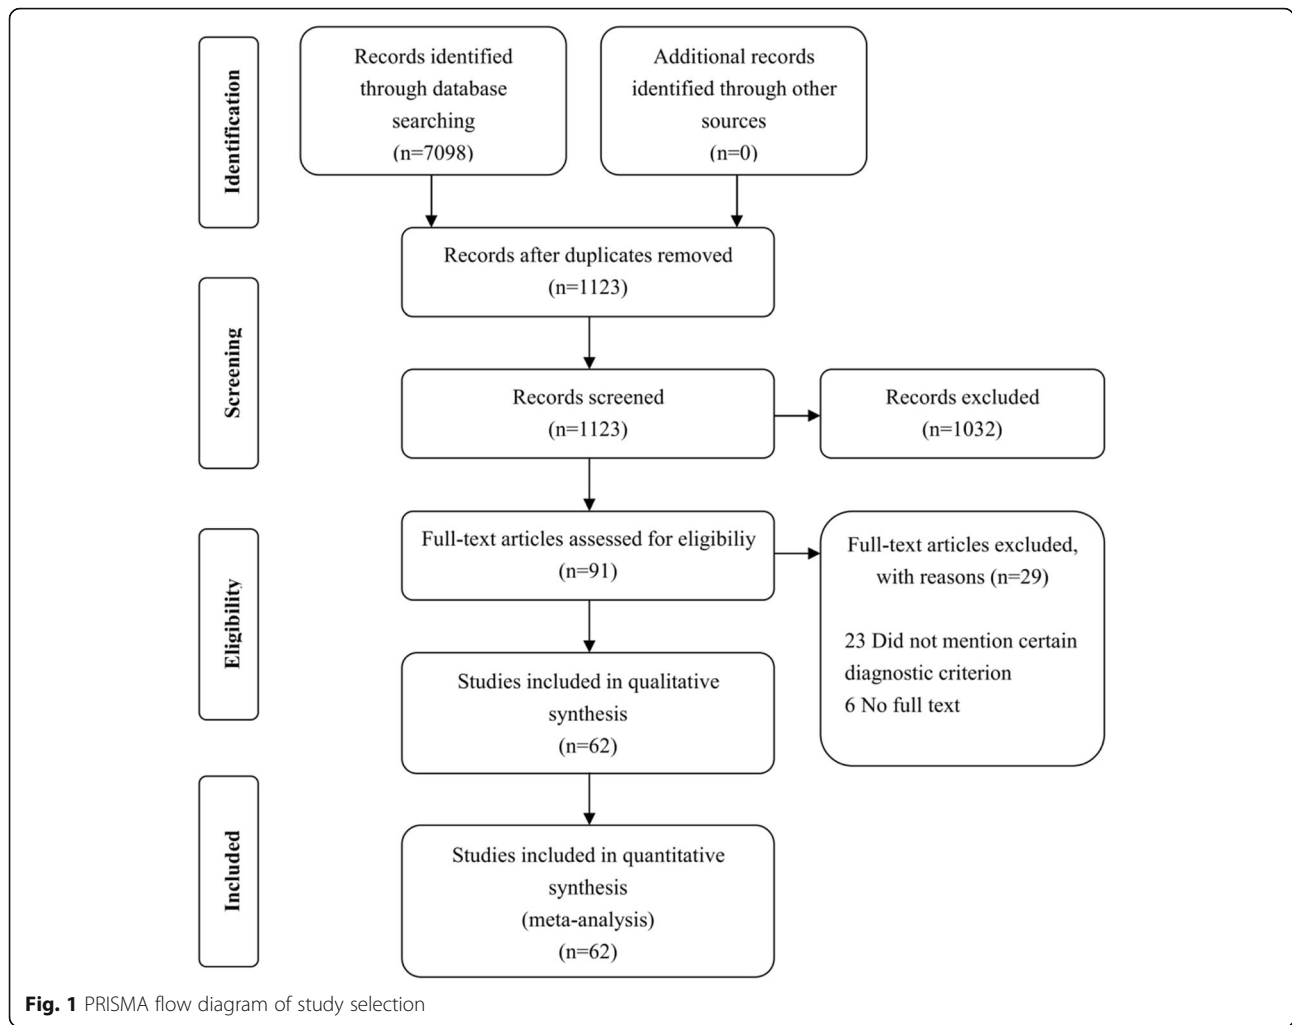 Identification
Records identified
through database
searching
(n=7098)
Additional records
identified through other
sources
(n=0)
Records after duplicates removed
(n=1123)
Screening
Records screened
(n=1123)
Records excluded
(n=1032)
Eligibility
Full-text articles assessed for eligibiliy
(n=91)
Full-text articles excluded,
with reasons (n=29)
23 Did not mention certain
diagnostic criterion
6 No full text
Studies included in qualitative
synthesis
(n=62)
Included
Studies included in quantitative
synthesis
(meta-analysis)
(n=62)
Fig. 1 PRISMA flow diagram of study selection